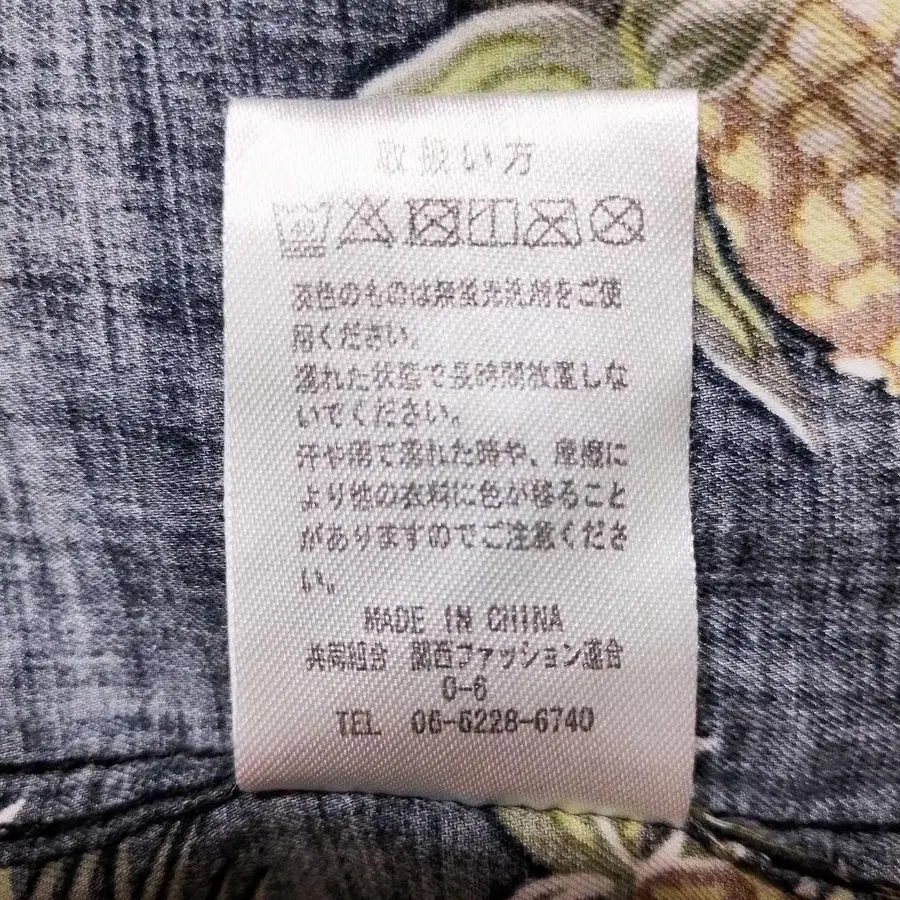 取扱い方
40
淡色のものは無蛍光洗剤をご使
用ください。
濡れた状態で長時間放置しな
いでください。
汗や雨で濡れた時や、摩擦に
より他の衣料に色が移ること
がありますのでご注意くださ
い。
MADE IN CHINA
共同組合 関西ファッション連合
0-6
TEL 06-6228-6740